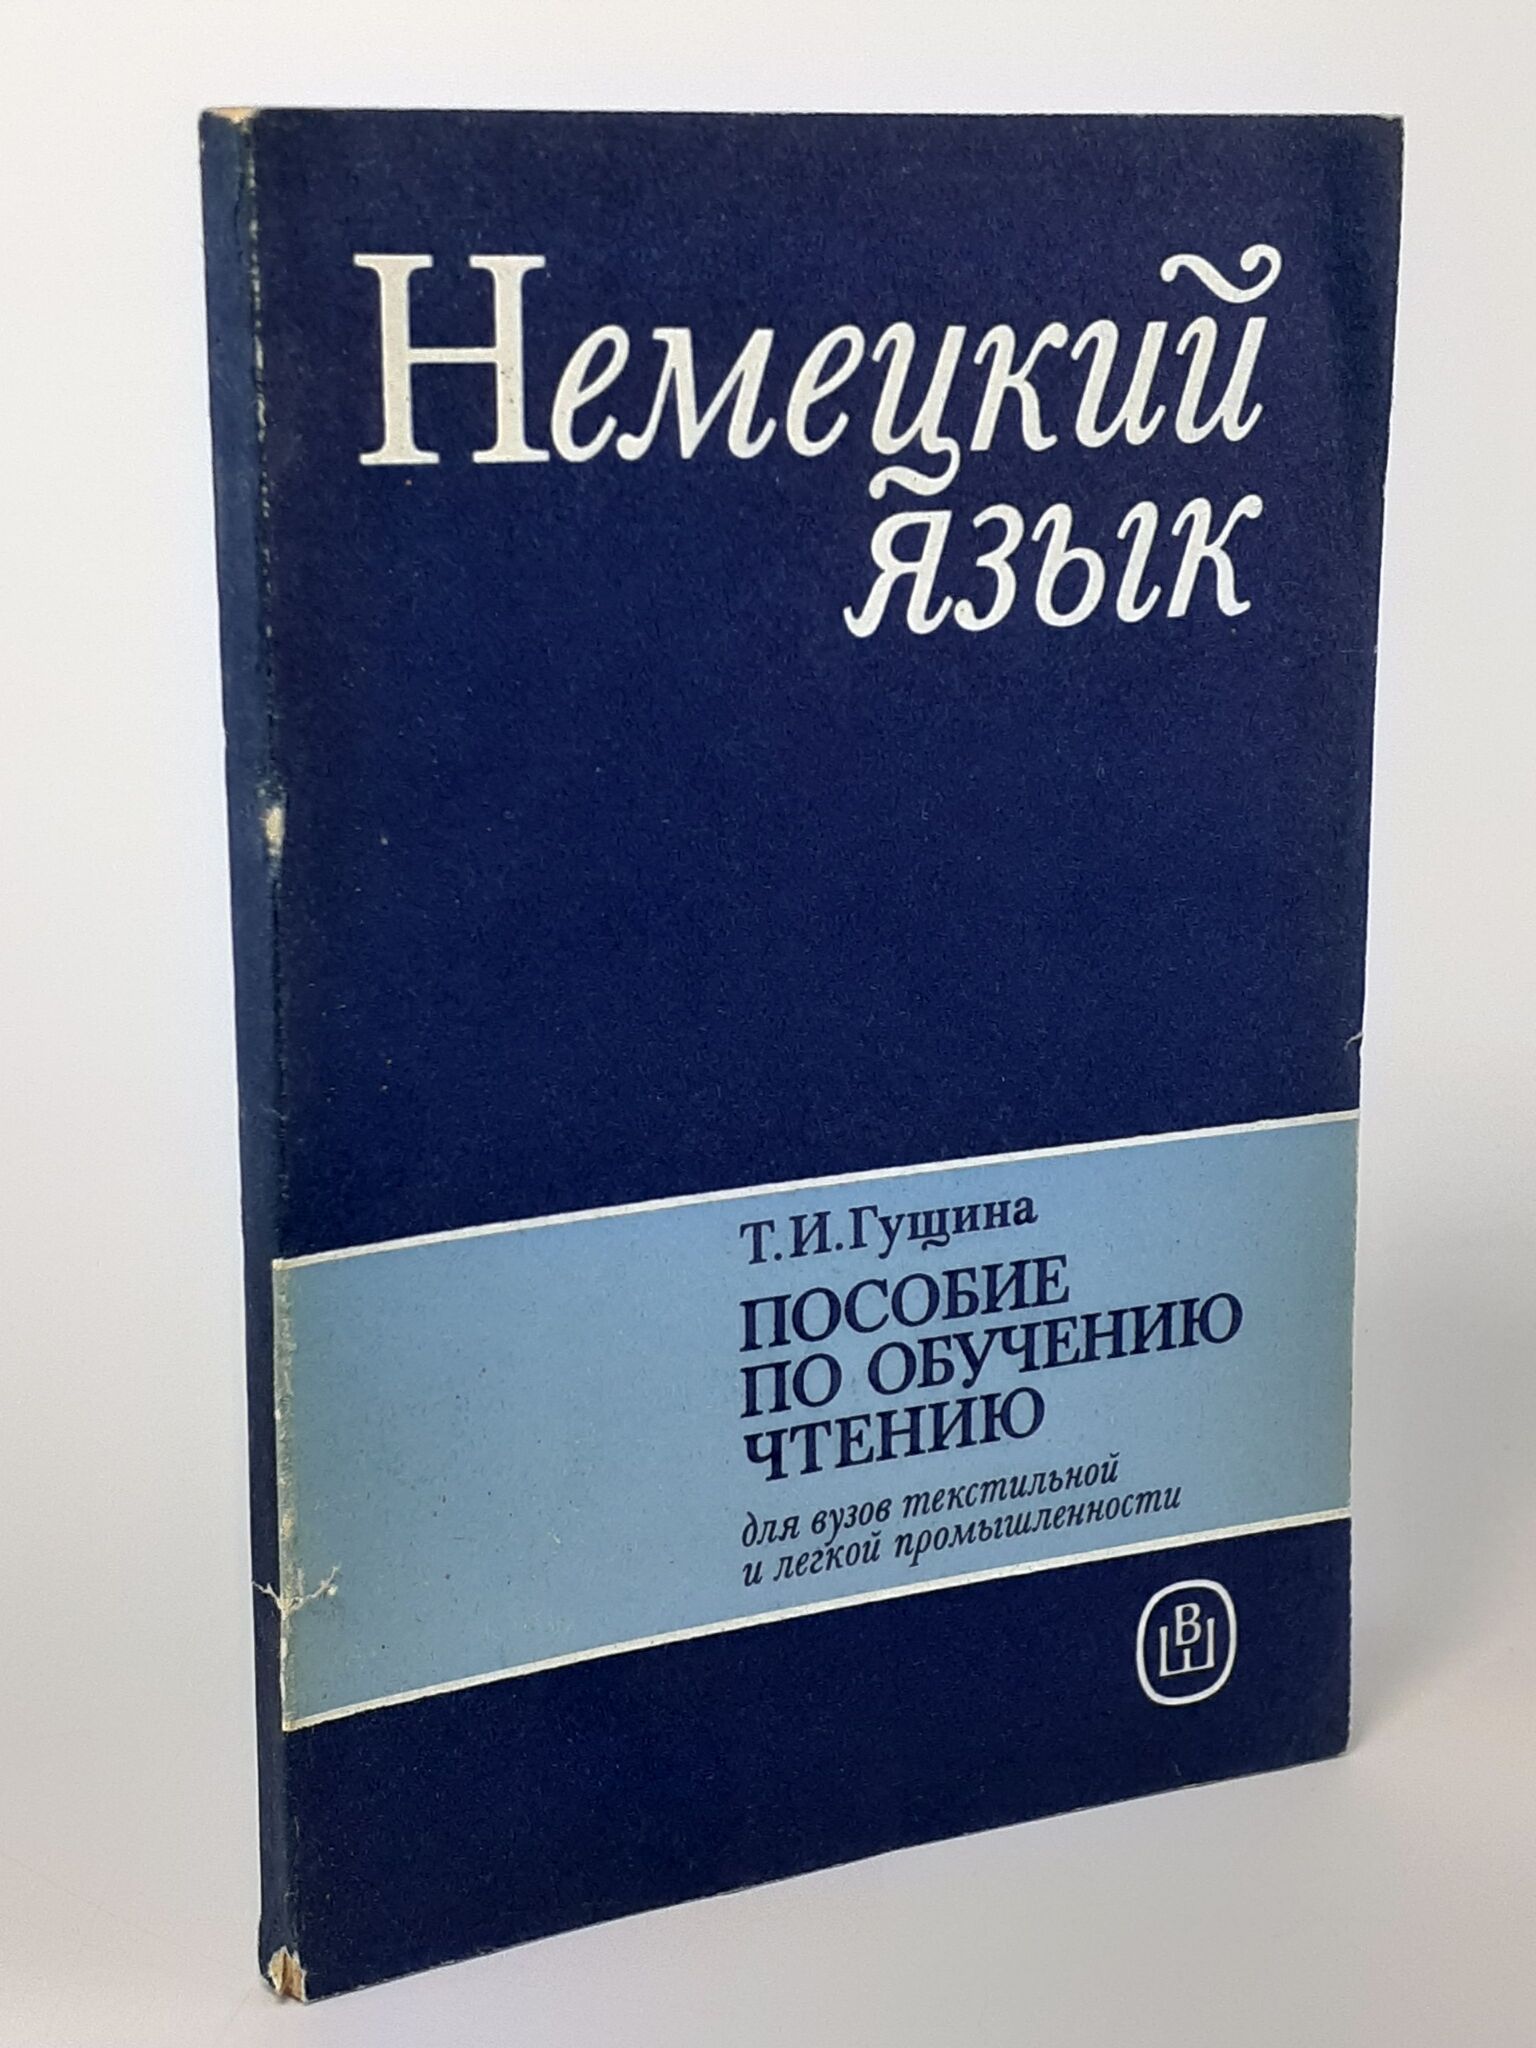 Немецкий
язык
Т.И.Гущина
ПОСОБИЕ
ПО ОБУЧЕНИЮ
ЧТЕНИЮ
для вузов текстильной
и легкой промышленности
ВШ